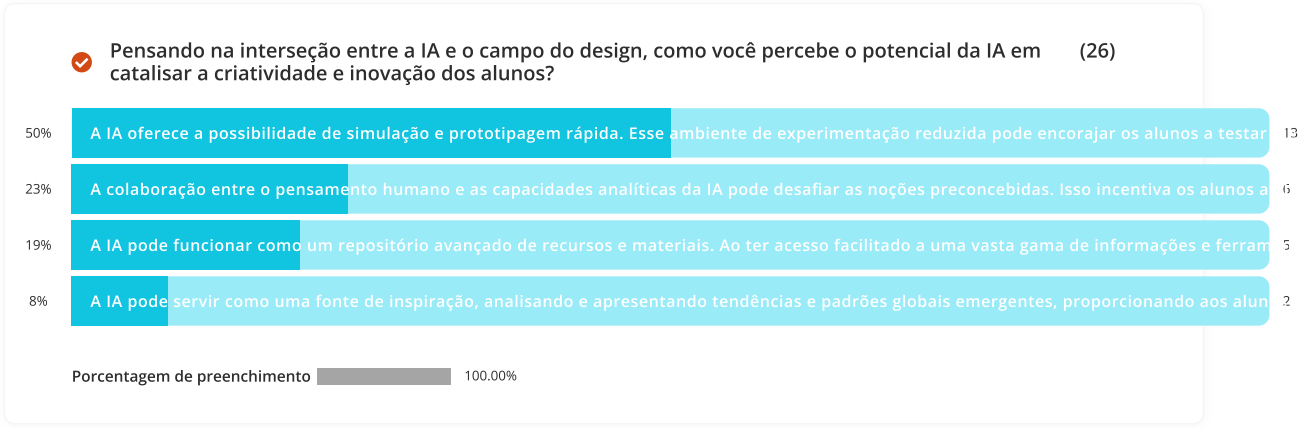 Pensando na interseção entre a IA e o campo do design, como você percebe o potencial da IA em (26)
catalisar a criatividade e inovação dos alunos?
50% A IA oferece a possibilidade de simulação e prototipagem rápida. Esse ambiente de experimentação reduzida pode encorajar os alunos a testar 13
23% A colaboração entre o pensamento humano e as capacidades analíticas da IA pode desafiar as noções preconcebidas. Isso incentiva os alunos a 6
19% A IA pode funcionar como um repositório avançado de recursos e materiais. Ao ter acesso facilitado a uma vasta gama de informações e ferram 5
8% A IA pode servir como uma fonte de inspiração, analisando e apresentando tendências e padrões globais emergentes, proporcionando aos alun 2
Porcentagem de preenchimento 100.00%